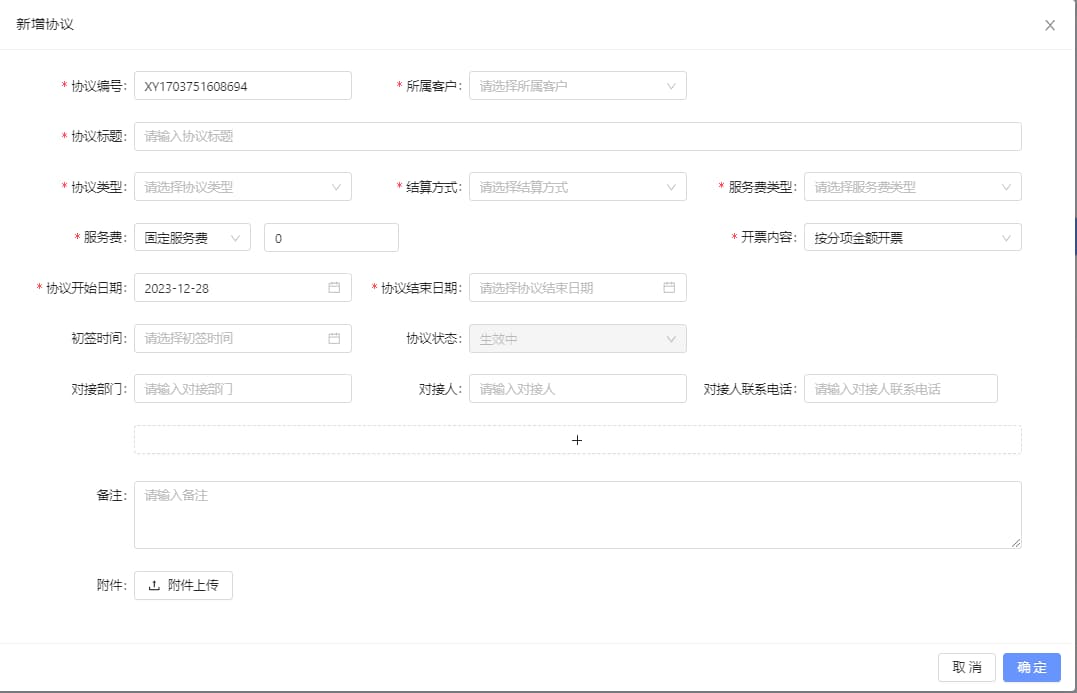 新增协议
* 协议编号: XY1703751608694 * 所属客户: 请选择所属客户
* 协议标题: 请输入协议标题
* 协议类型: 请选择协议类型 * 结算方式: 请选择结算方式 * 服务费类型: 请选择服务费类型
* 服务费: 固定服务费 0 * 开票内容: 按分项金额开票
* 协议开始日期: 2023-12-28 * 协议结束日期: 请选择协议结束日期
初签时间: 请选择初签时间 协议状态: 生效中
对接部门: 请输入对接部门 对接人: 请输入对接人 对接人联系电话: 请输入对接人联系电话
+
备注: 请输入备注
附件: 附件上传
取 消 确 定